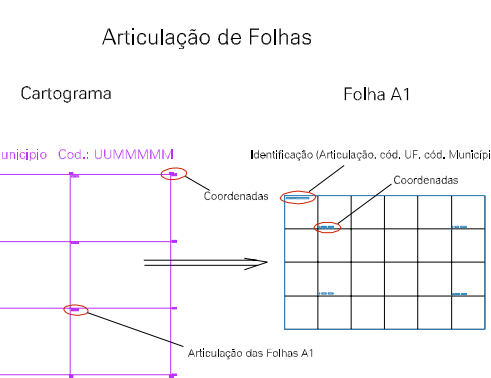 Articulação de Folhas
Cartograma
Folha A1
unicipio Cod.: UUMMMMM
Identificação (Articulação, cód. UF, cód. Municípi
Coordenadas
Coordenadas
Articulação das Folhas A1